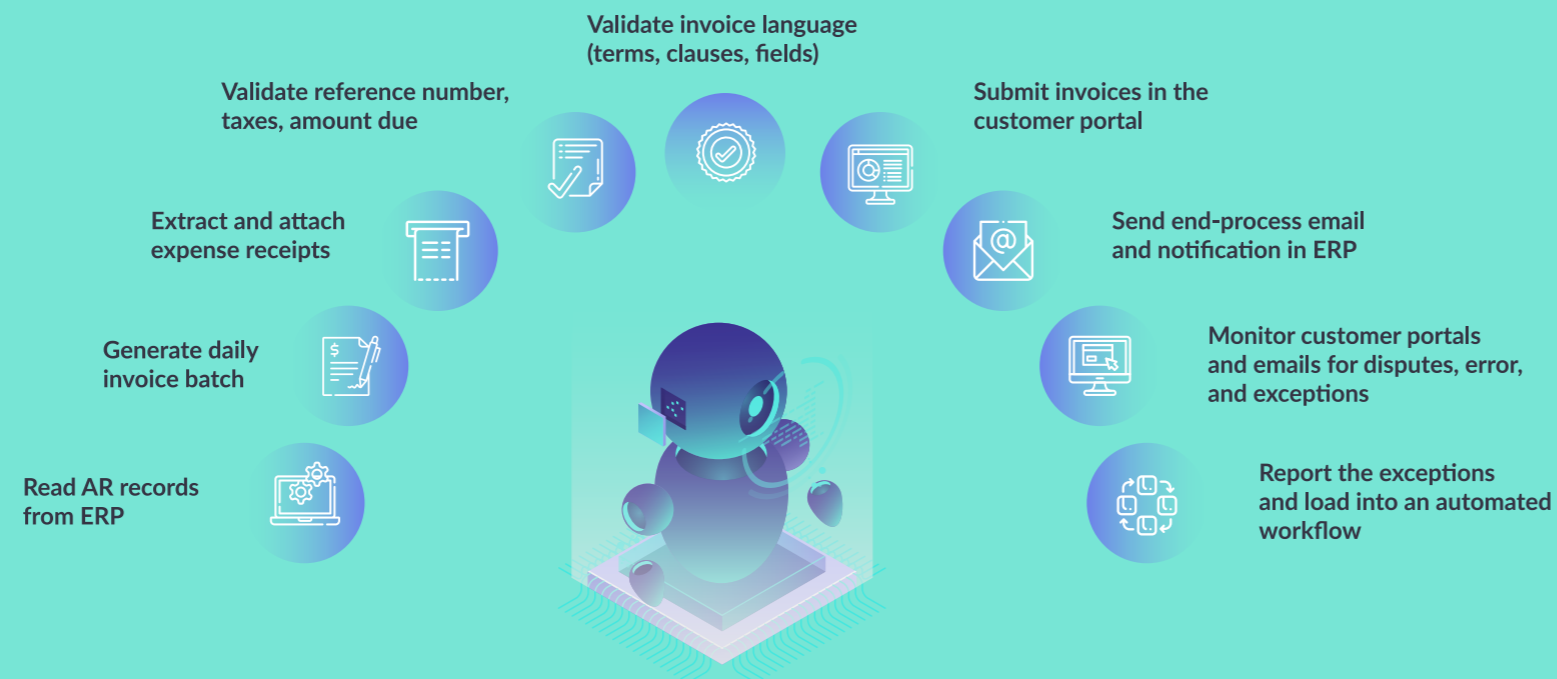 Validate invoice language
(terms, clauses, fields)
Validate reference number,
taxes, amount due
Submit invoices in the
customer portal
Extract and attach
expense receipts
Send end-process email
and notification in ERP
Generate daily
invoice batch
Monitor customer portals
and emails for disputes, error,
and exceptions
Read AR records
from ERP
Report the exceptions
and load into an automated
workflow